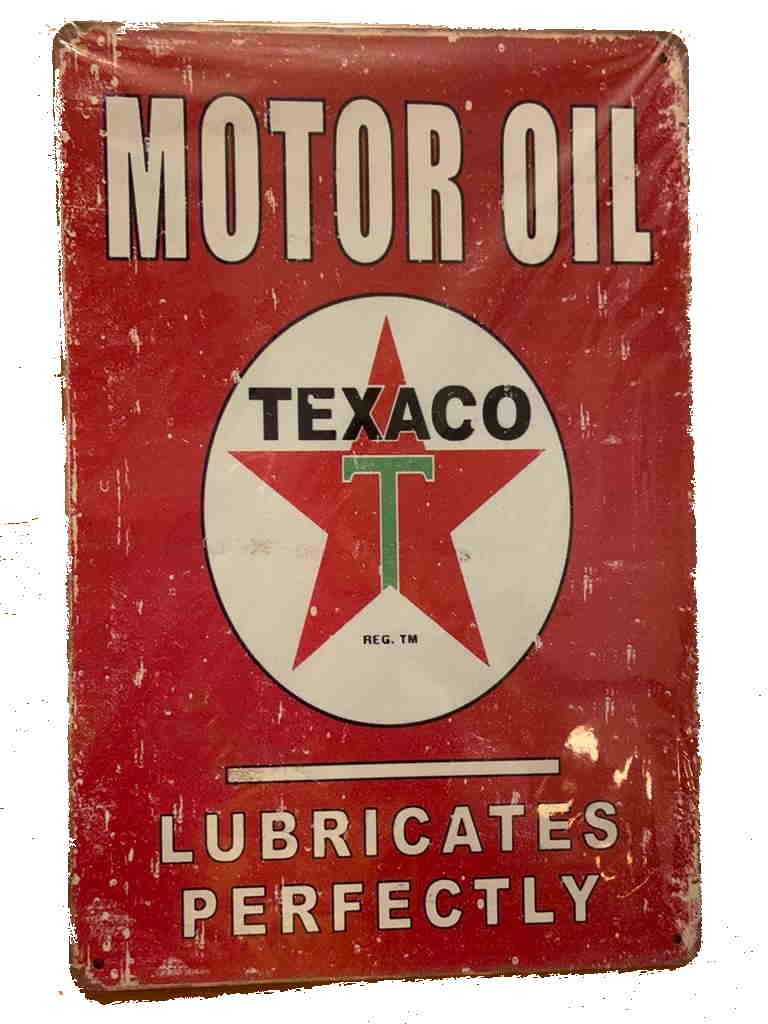 MOTOR OIL
TEXACO
T
REG. TM
LUBRICATES
PERFECTLY